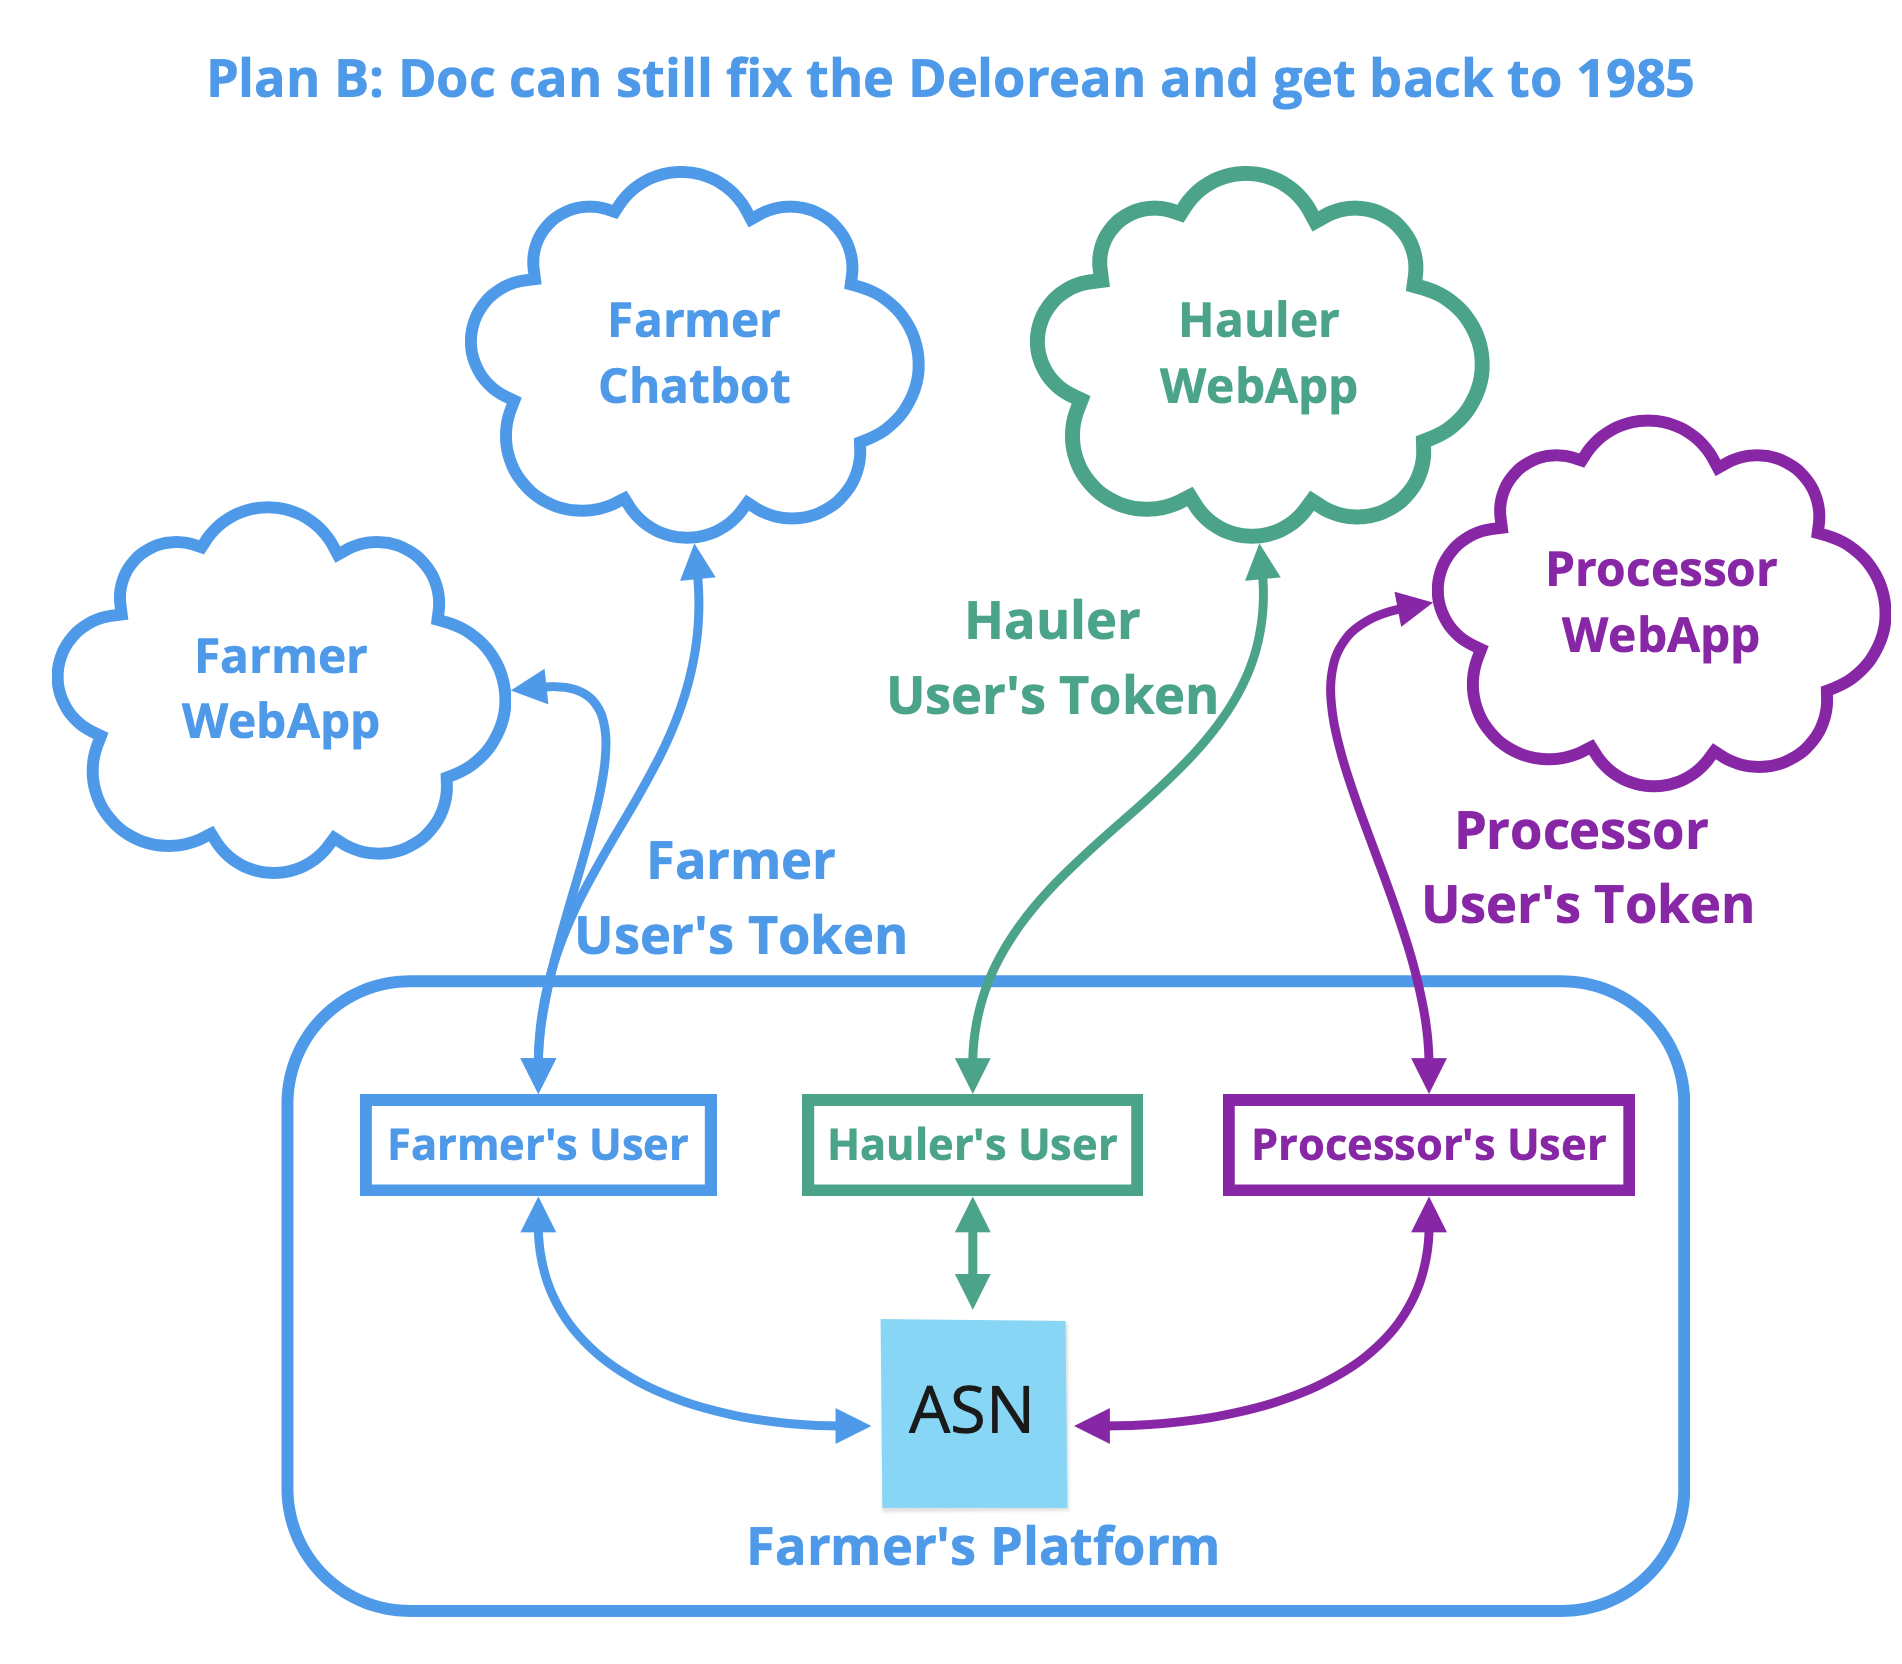 Plan B: Doc can still fix the Delorean and get back to 1985
Farmer
Chatbot
Hauler
WebApp
Processor
WebApp
Farmer
WebApp
Hauler
User's Token
Processor
User's Token
Farmer
User's Token
Farmer's User
Hauler's User
Processor's User
ASN
Farmer's Platform